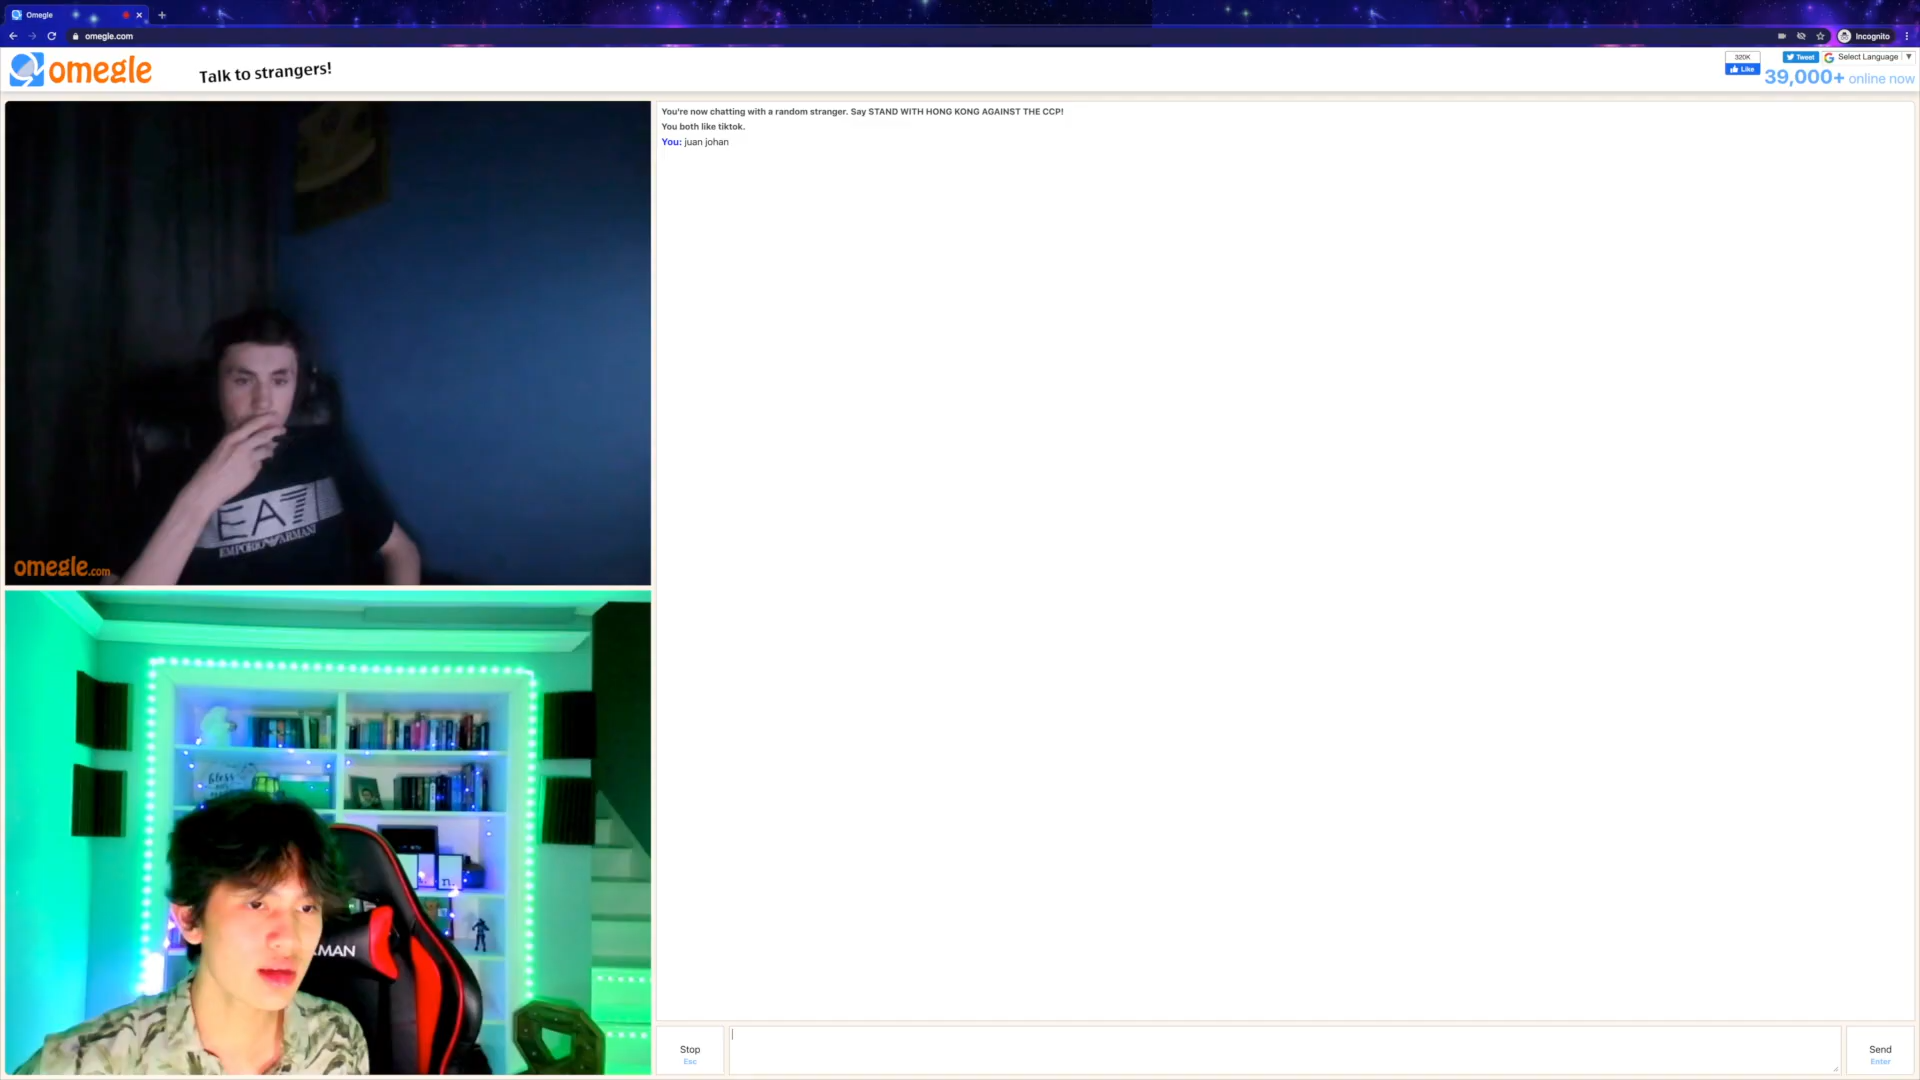 Omegle
omegle.com
Incognito
omegle
Talk to strangers!
320K
Like
Tweet
Select Language
39,000+ online now
You're now chatting with a random stranger. Say STAND WITH HONG KONG AGAINST THE CCP!
You both like tiktok.
You: juan johan
EA7
EMPORIO ARMANI
omegle.com
bless
n.
XMAN
Stop
Esc
Send
Enter